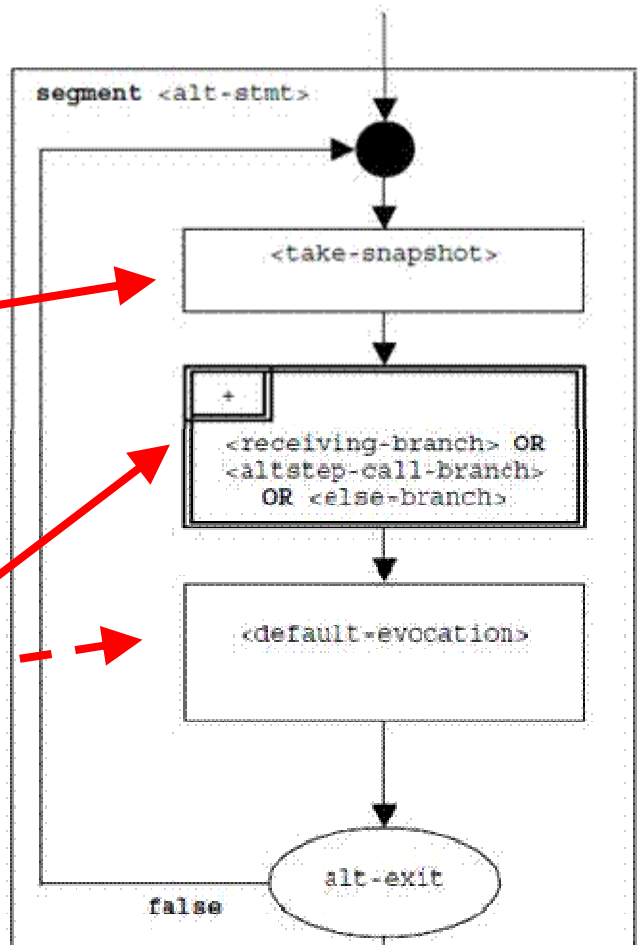 segment <alt-stmt>
<take-snapshot>
+
<receiving-branch> OR
<altstep-call-branch>
OR <else-branch>
<default-evocation>
alt-exit
false